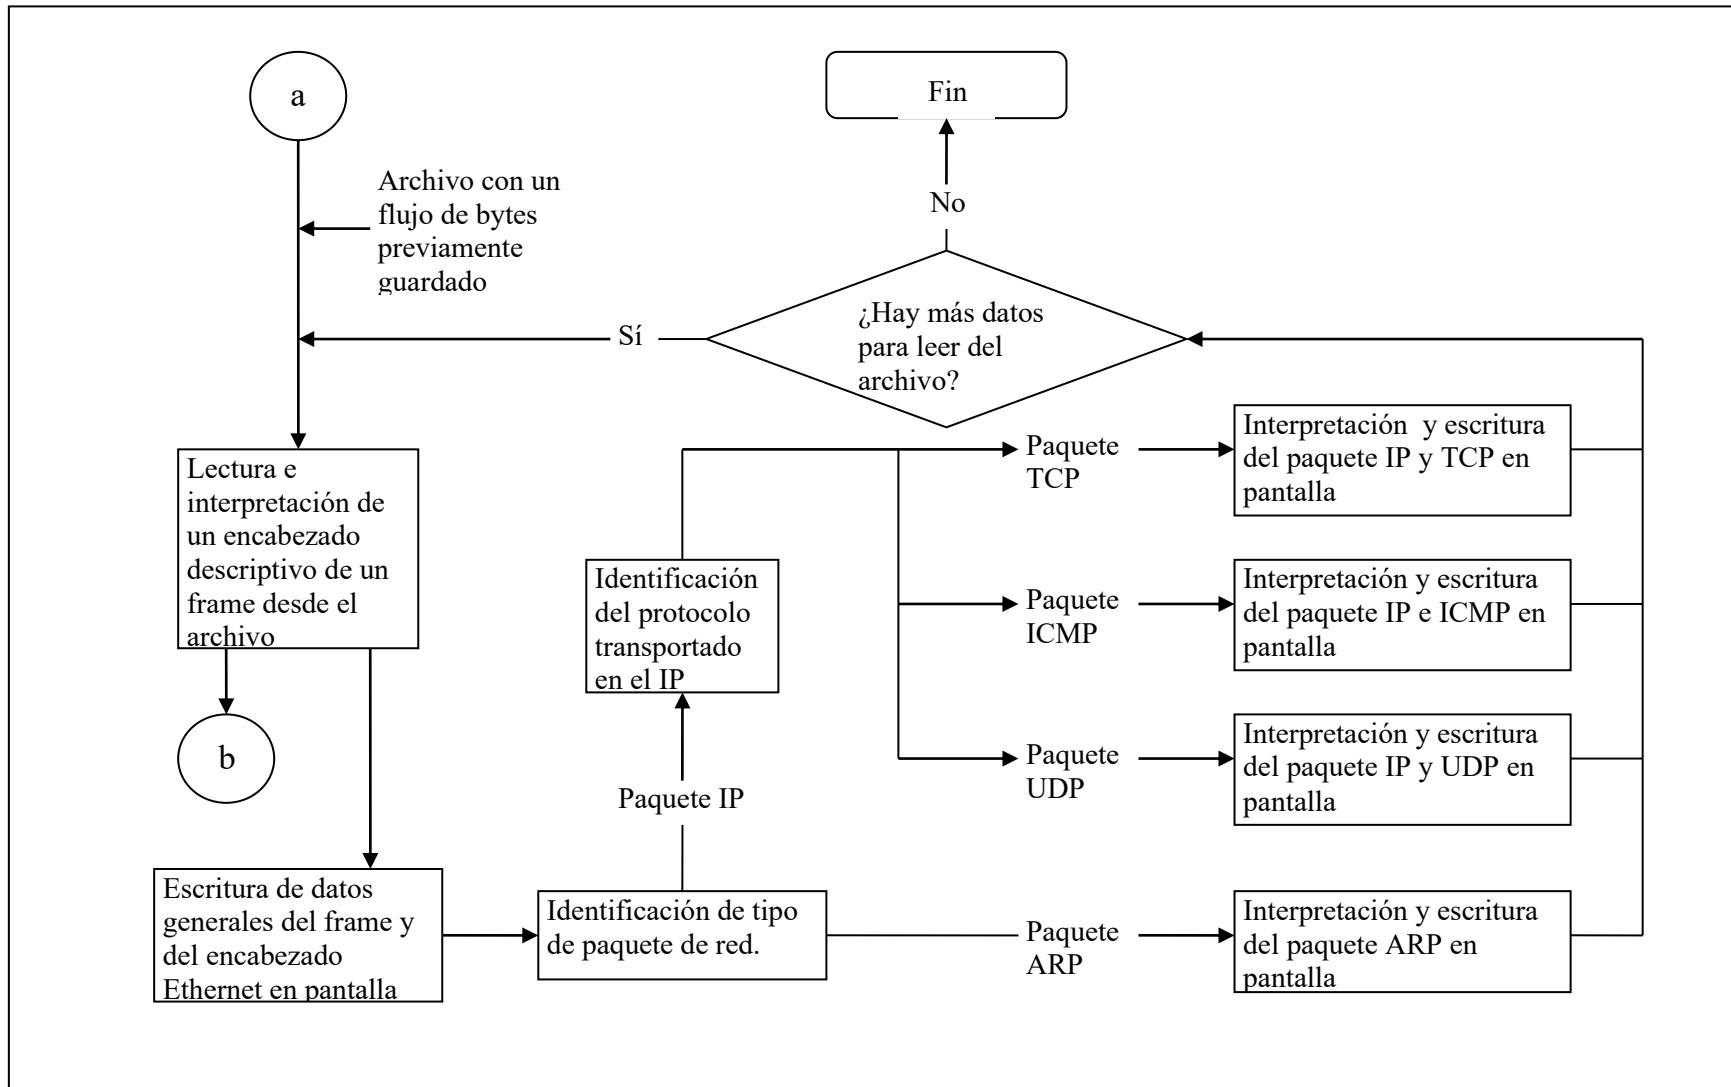 a
Fin
Archivo con un
flujo de bytes
previamente
guardado
No
¿Hay más datos
para leer del
archivo?
Sí
Lectura e
interpretación de
un encabezado
descriptivo de un
frame desde el
archivo
Paquete
TCP
Interpretación y escritura
del paquete IP y TCP en
pantalla
Identificación
del protocolo
transportado
en el IP
Paquete
ICMP
Interpretación y escritura
del paquete IP e ICMP en
pantalla
b
Paquete
UDP
Interpretación y escritura
del paquete IP y UDP en
pantalla
Paquete IP
Escritura de datos
generales del frame y
del encabezado
Ethernet en pantalla
Identificación de tipo
de paquete de red.
Paquete
ARP
Interpretación y escritura
del paquete ARP en
pantalla